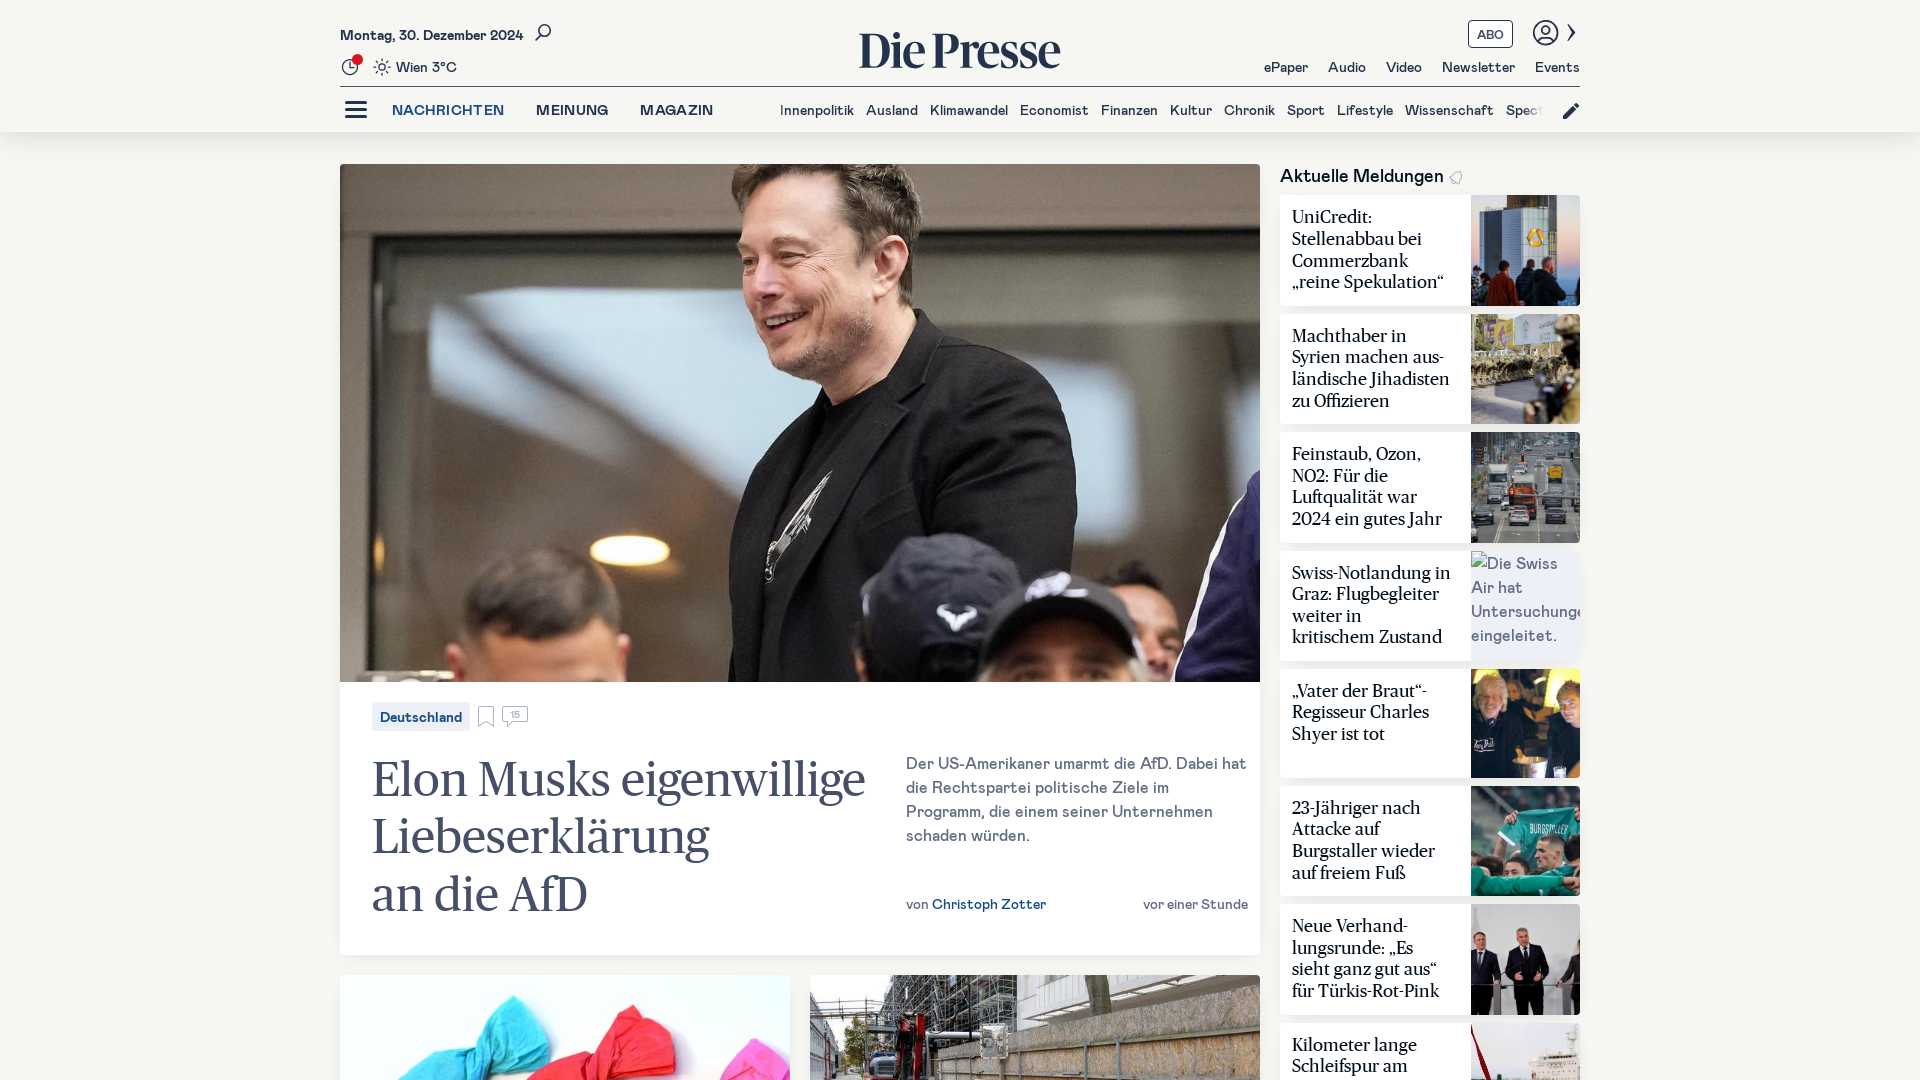 Montag, 30. Dezember 2024
Wien 3°C
Die Presse
ABO
ePaper Audio Video Newsletter Events
NACHRICHTEN MEINUNG MAGAZIN
Innenpolitik Ausland Klimawandel Economist Finanzen Kultur Chronik Sport Lifestyle Wissenschaft Spect
Deutschland
15
Elon Musks eigenwillige
Liebeserklärung
an die AfD
Der US-Amerikaner umarmt die AfD. Dabei hat
die Rechtspartei politische Ziele im
Programm, die einem seiner Unternehmen
schaden würden.
von Christoph Zotter
vor einer Stunde
Aktuelle Meldungen
UniCredit:
Stellenabbau bei
Commerzbank
„reine Spekulation“
Machthaber in
Syrien machen aus-
ländische Jihadisten
zu Offizieren
Feinstaub, Ozon,
NO2: Für die
Luftqualität war
2024 ein gutes Jahr
Swiss-Notlandung in
Graz: Flugbegleiter
weiter in
kritischem Zustand
Die Swiss
Air hat
Untersuchunge
eingeleitet.
„Vater der Braut“-
Regisseur Charles
Shyer ist tot
23-Jähriger nach
Attacke auf
Burgstaller wieder
auf freiem Fuß
BURGSTALLER
Neue Verhand-
lungsrunde: „Es
sieht ganz gut aus“
für Türkis-Rot-Pink
Kilometer lange
Schleifspur am